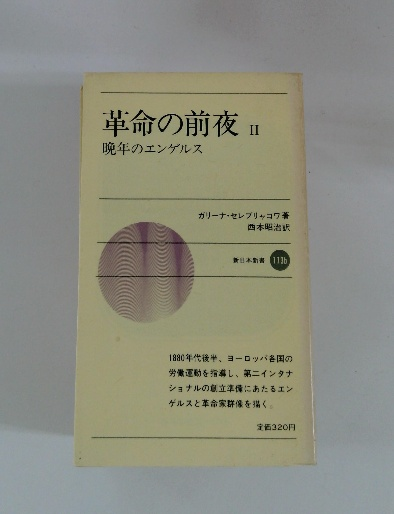 革命の前夜 II
晩年のエンゲルス
ガリーナ・セレブリャコワ著
西本昭治訳
新日本新書 113b
1880年代後半、ヨーロッパ各国の
労働運動を指導し、第二インタナ
ショナルの創立準備にあたるエン
ゲルスと革命家群像を描く。
定価320円